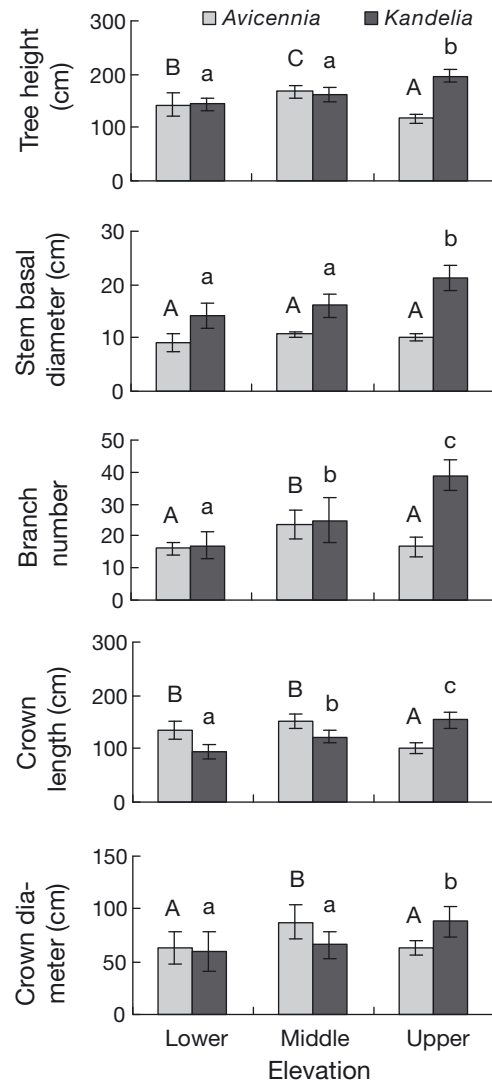 Avicennia Kandelia
Tree height
(cm)
300
200
100
0
B a C a A b
Stem basal
diameter (cm)
30
20
10
0
A a A a A b
Branch
number
50
40
30
20
10
0
A a B b A c
Crown
length (cm)
300
200
100
0
B a B b A c
Crown dia-
meter (cm)
150
100
50
0
A a B a A b
Lower Middle Upper
Elevation